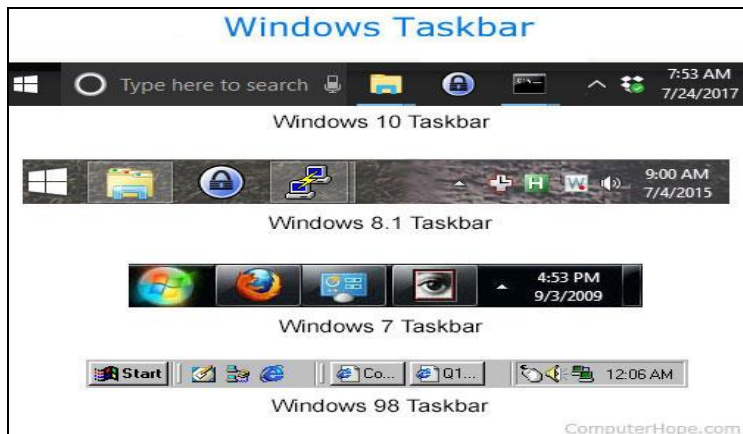 Windows Taskbar
Type here to search
7:53 AM
7/24/2017
Windows 10 Taskbar
H W
9:00 AM
7/4/2015
Windows 8.1 Taskbar
4:53 PM
9/3/2009
Windows 7 Taskbar
Start Co... Q1... 12:06 AM
Windows 98 Taskbar
ComputerHope.com